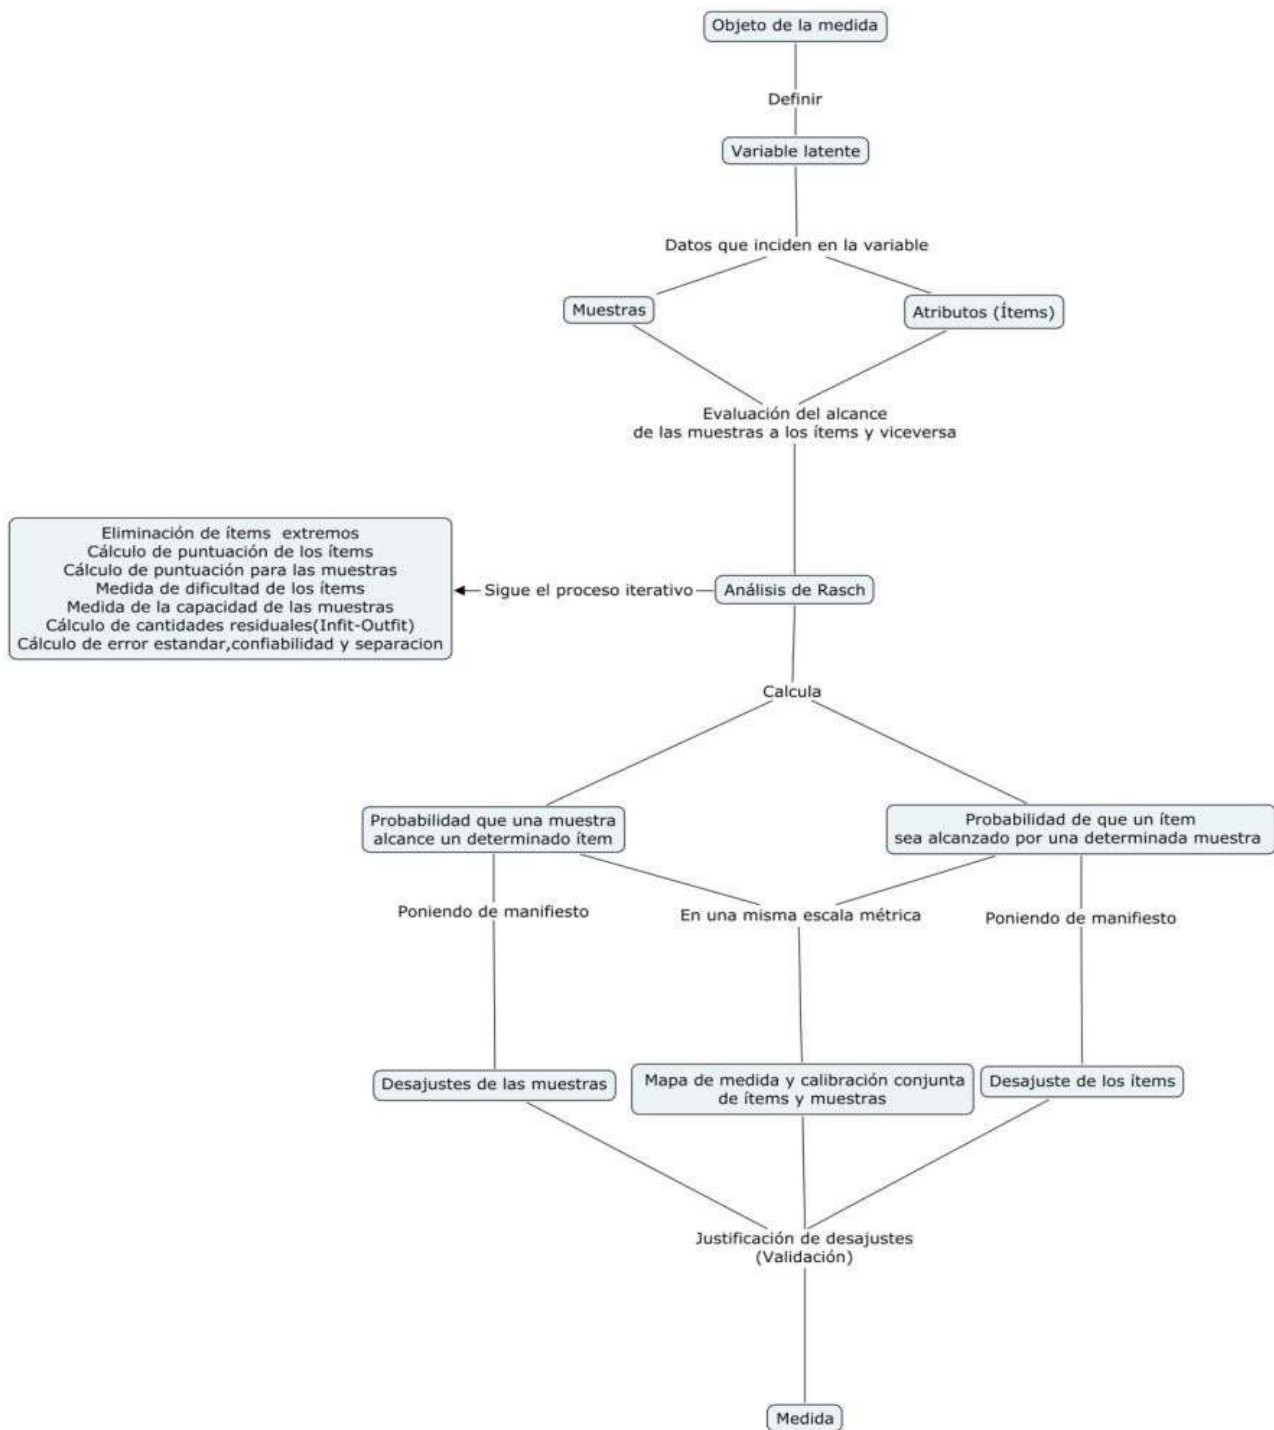 Objeto de la medida
Definir
Variable latente
Datos que inciden en la variable
Muestras
Atributos (Ítems)
Evaluación del alcance
de las muestras a los ítems y viceversa
Eliminación de ítems extremos
Cálculo de puntuación de los ítems
Cálculo de puntuación para las muestras
Medida de dificultad de los ítems
Medida de la capacidad de las muestras
Cálculo de cantidades residuales(Infit-Outfit)
Cálculo de error estandar,confiabilidad y separacion
Sigue el proceso iterativo
Análisis de Rasch
Calcula
Probabilidad que una muestra
alcance un determinado ítem
Probabilidad de que un ítem
sea alcanzado por una determinada muestra
Poniendo de manifiesto
En una misma escala métrica
Poniendo de manifiesto
Desajustes de las muestras
Mapa de medida y calibración conjunta
de ítems y muestras
Desajuste de los ítems
Justificación de desajustes
(Validación)
Medida